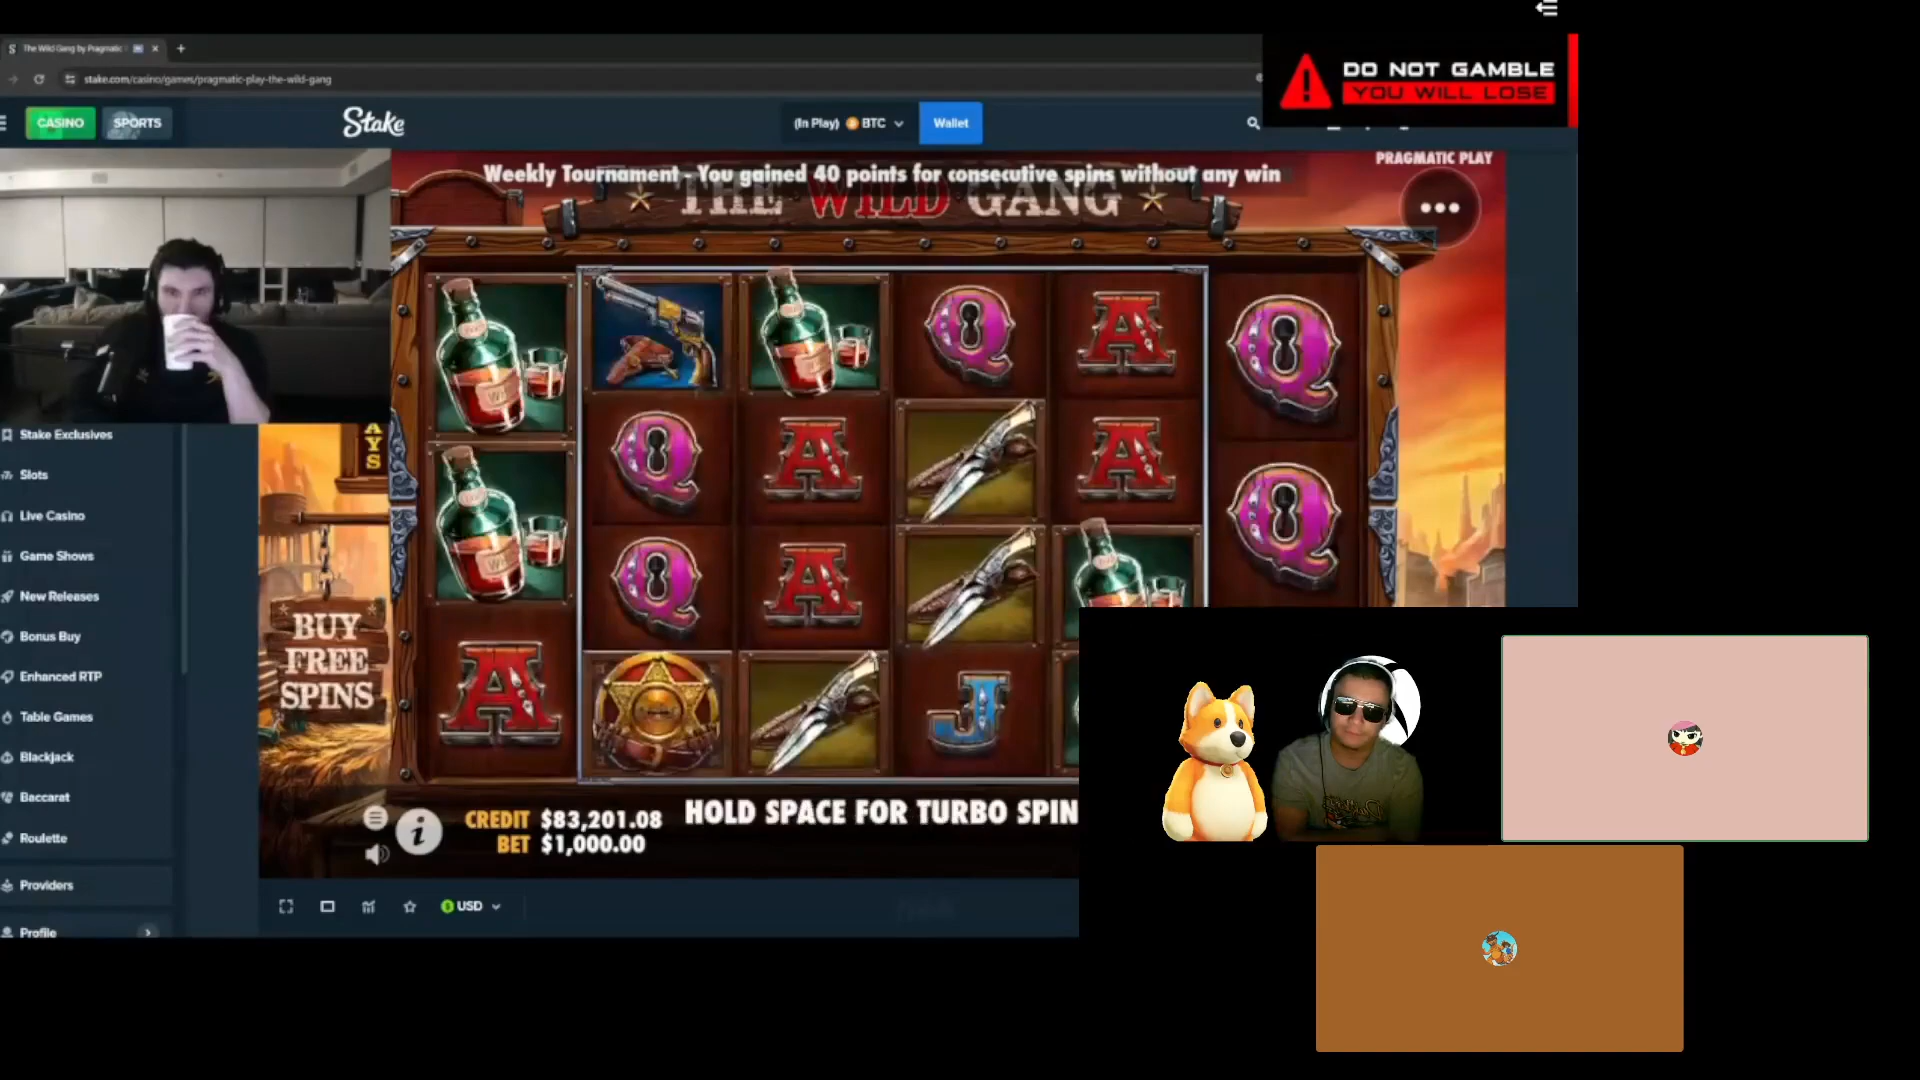 The Wild Gang by Pragmatic
stake.com/casino/games/pragmatic-play-the-wild-gang
DO NOT GAMBLE
YOU WILL LOSE
CASINO
SPORTS
Stake
(In Play)
BTC
Wallet
PRAGMATIC PLAY
Weekly Tournament - You gained 40 points for consecutive spins without any win
THE WILD GANG
Q
A
Q
Q
A
A
Q
Q
A
A
J
AYS
Stake Exclusives
Slots
Live Casino
Game Shows
New Releases
Bonus Buy
Enhanced RTP
Table Games
Blackjack
Baccarat
Roulette
Providers
Profile
BUY
FREE
SPINS
CREDIT $83,201.08
BET $1,000.00
HOLD SPACE FOR TURBO SPIN
USD